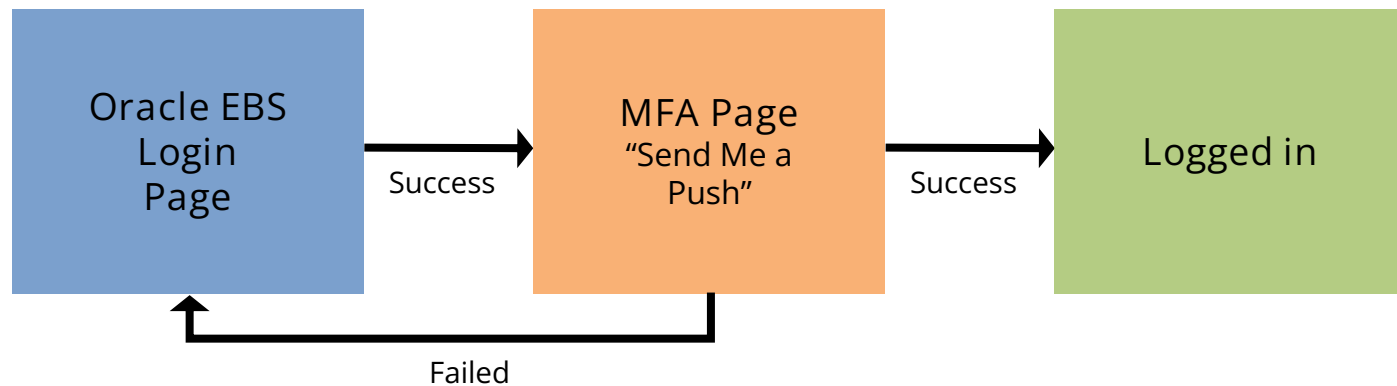 Oracle EBS
Login
Page
Success
MFA Page
“Send Me a
Push”
Success
Logged in
Failed